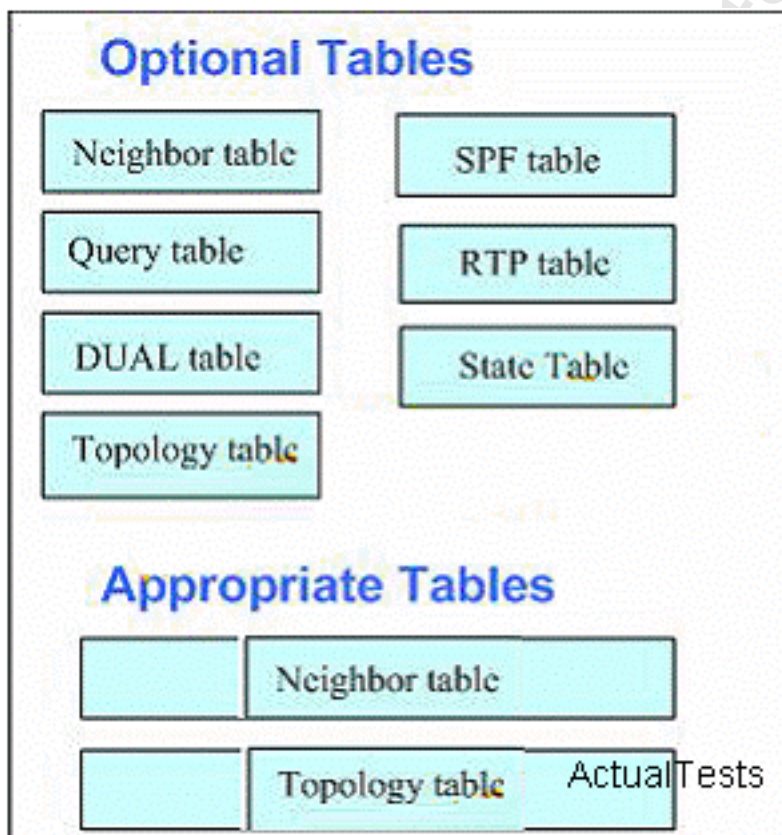 Optional Tables
Neighbor table
SPF table
Query table
RTP table
DUAL table
State Table
Topology table
Appropriate Tables
Neighbor table
Topology table
ActualTests